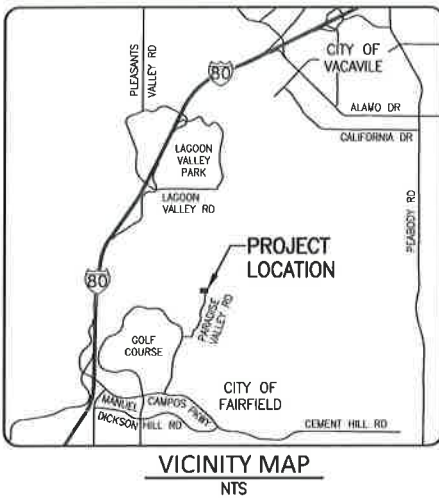 PLEASANTS
VALLEY RD
80
CITY OF
VACAVILE
ALAMO DR
CALIFORNIA DR
LAGOON
VALLEY
PARK
LAGOON
VALLEY RD
PEABODY RD
PROJECT
LOCATION
80
PARADISE
VALLEY RD
GOLF
COURSE
CITY OF
FAIRFIELD
MANUEL CAMPOS PKWY
DICKSON HILL RD
CEMENT HILL RD
VICINITY MAP
NTS